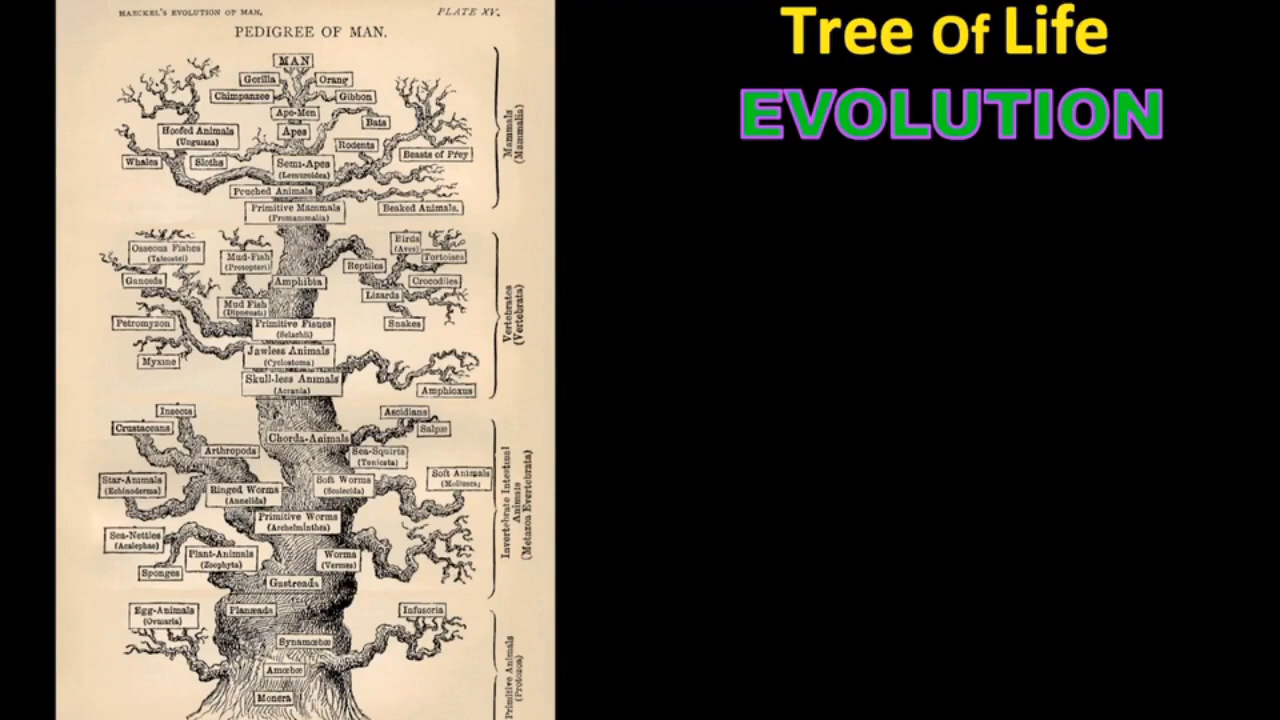 HAECKEL'S EVOLUTION OF MAN.
PLATE XV.
PEDIGREE OF MAN.
MAN
Gorilla
Orang
Chimpanzee
Gibbon
Ape-Men
Bats
Hoofed Animals
(Ungulata)
Apes
Rodents
Whales
Sloths
Semi-Apes
(Lemuroidea)
Beasts of Prey
Pouched Animals
Primitive Mammals
(Promammalia)
Beaked Animals.
Mammals
(Mammalia)
Osseous Fishes
(Teleostei)
Mud-Fish
(Protopteri)
Birds
(Aves)
Tortoises
Reptiles
Ganoids
Amphibia
Crocodiles
Lizards
Mud Fish
(Dipneusti)
Petromyzon
Primitive Fishes
(Selachii)
Snakes
Jawless Animals
(Cyclostoma)
Myxine
Skull-less Animals
(Acrania)
Amphioxus
Vertebrates
(Vertebrata)
Insects
Ascidians
Crustaceans
Salpæ
Chorda-Animals
Arthropods
Sea-Squirts
(Tunicata)
Star-Animals
(Echinoderma)
Ringed Worms
(Annelida)
Soft Worms
(Scolecida)
Soft Animals
(Mollusca)
Primitive Worms
(Archelminthes)
Sea-Nettles
(Acalephae)
Plant-Animals
(Zoophyta)
Worms
(Vermes)
Sponges
Gastreads
Invertebrate Intestinal
Animals
(Metazoa Evertebrata)
Egg-Animals
(Ovularia)
Planæads
Infusoria
Synamœbæ
Amœbæ
Monera
Primitive Animals
(Protozoa)
Tree Of Life
EVOLUTION